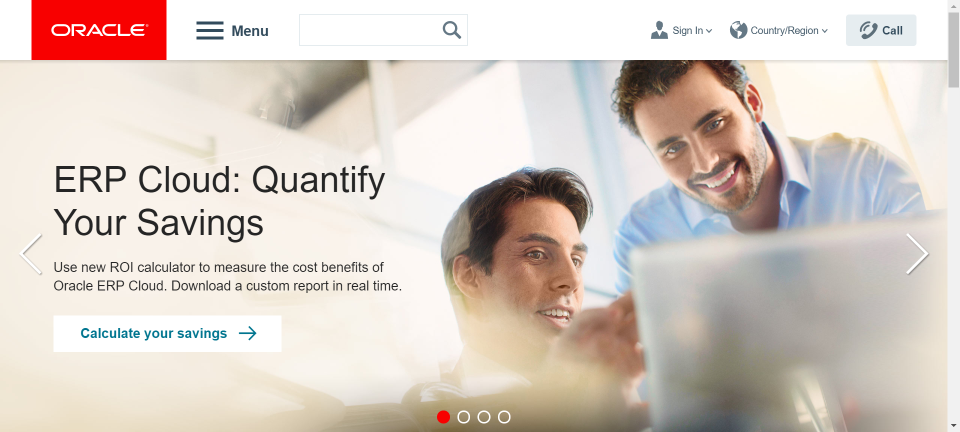 ORACLE
Menu
Sign In
Country/Region
Call
ERP Cloud: Quantify
Your Savings
Use new ROI calculator to measure the cost benefits of
Oracle ERP Cloud. Download a custom report in real time.
Calculate your savings